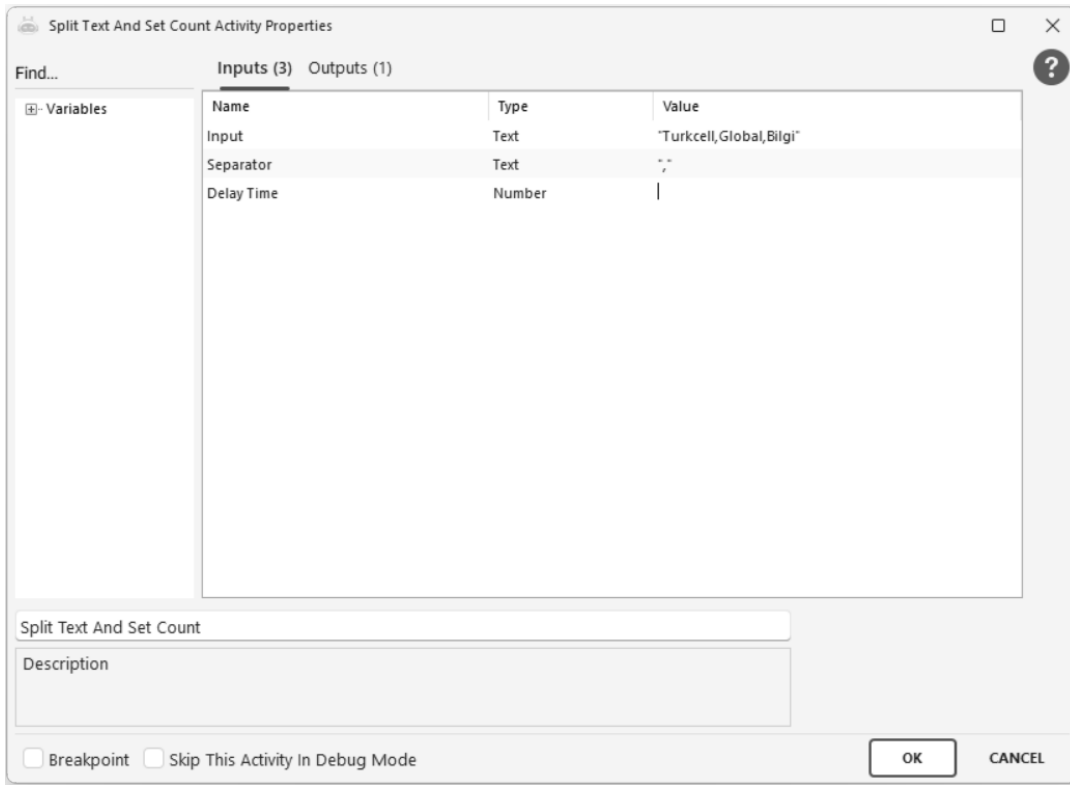 Split Text And Set Count Activity Properties
Find...
Inputs (3) Outputs (1)
?
Variables
Name Type Value
Input Text "Turkcell,Global,Bilgi"
Separator Text ","
Delay Time Number
Split Text And Set Count
Description
Breakpoint Skip This Activity In Debug Mode OK CANCEL